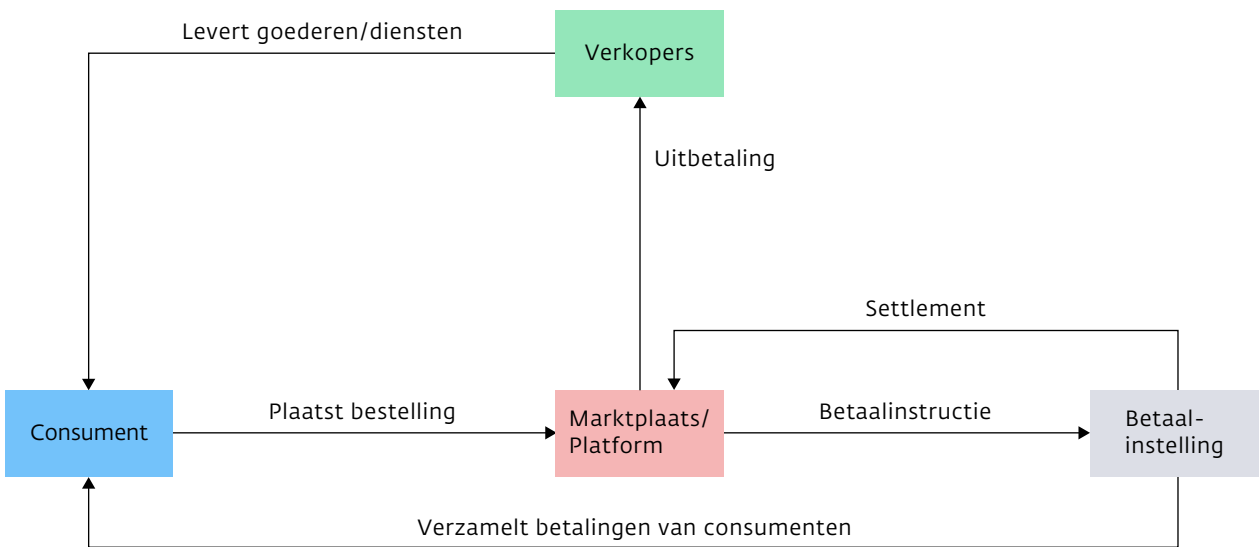 Levert goederen/diensten
Verkopers
Uitbetaling
Settlement
Consument
Plaatst bestelling
Marktplaats/
Platform
Betaalinstructie
Betaal-
instelling
Verzamelt betalingen van consumenten